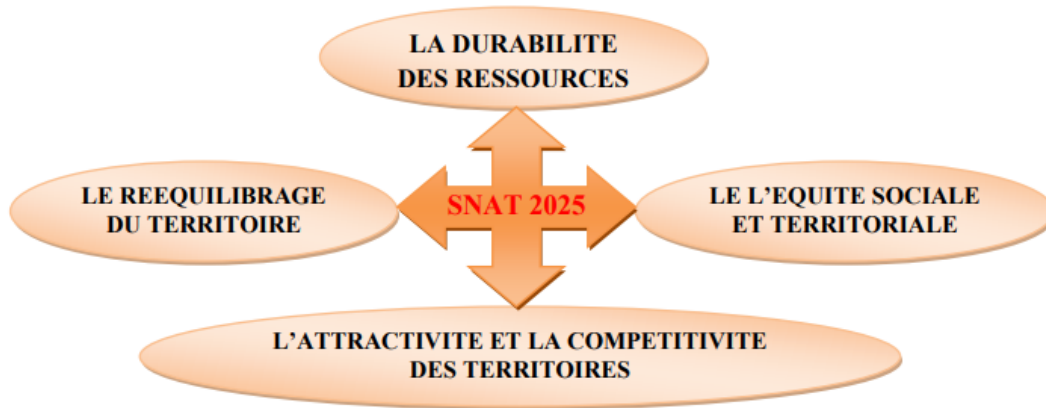 LA DURABILITE
DES RESSOURCES
LE REEQUILIBRAGE
DU TERRITOIRE
SNAT 2025
LE L’EQUITE SOCIALE
ET TERRITORIALE
L’ATTRACTIVITE ET LA COMPETITIVITE
DES TERRITOIRES